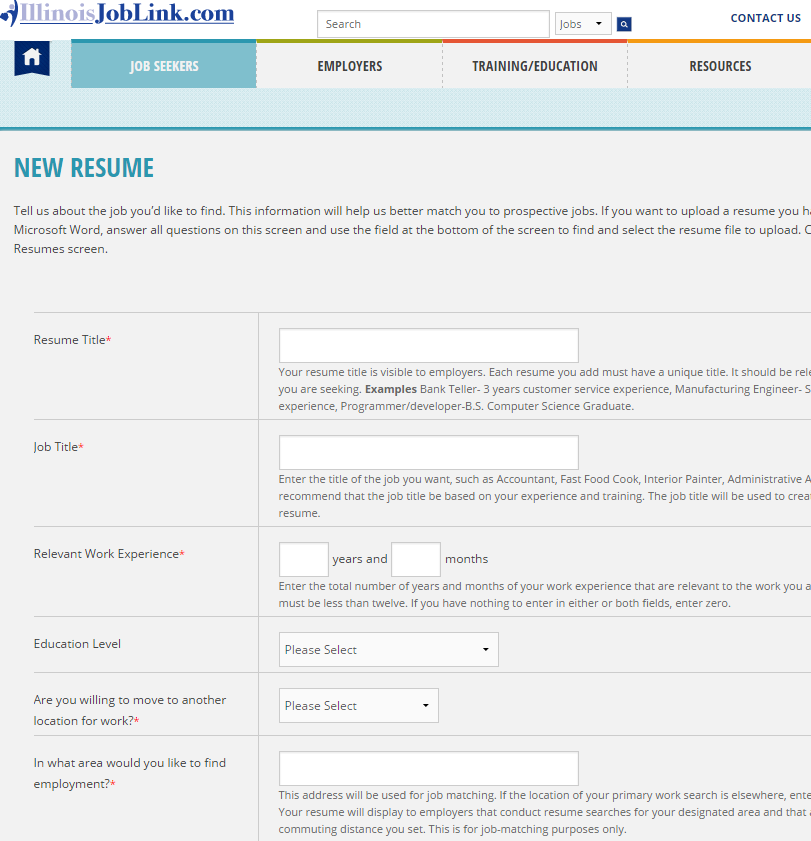 IllinoisJobLink.com
Search
Jobs
CONTACT US
JOB SEEKERS
EMPLOYERS
TRAINING/EDUCATION
RESOURCES
NEW RESUME
Tell us about the job you'd like to find. This information will help us better match you to prospective jobs. If you want to upload a resume you
Microsoft Word, answer all questions on this screen and use the field at the bottom of the screen to find and select the resume file to upload.
Resumes screen.
Resume Title*
Your resume title is visible to employers. Each resume you add must have a unique title. It should be
you are seeking. Examples Bank Teller- 3 years customer service experience, Manufacturing Engineer-
experience, Programmer/developer-B.S. Computer Science Graduate.
Job Title*
Enter the title of the job you want, such as Accountant, Fast Food Cook, Interior Painter, Administrative
recommend that the job title be based on your experience and training. The job title will be used to
resume.
Relevant Work Experience*
years and
months
Enter the total number of years and months of your work experience that are relevant to the work you
must be less than twelve. If you have nothing to enter in either or both fields, enter zero.
Education Level
Please Select
Are you willing to move to another
location for work?*
Please Select
In what area would you like to find
employment?*
This address will be used for job matching. If the location of your primary work search is elsewhere,
Your resume will display to employers that conduct resume searches for your designated area and that
commuting distance you set. This is for job-matching purposes only.